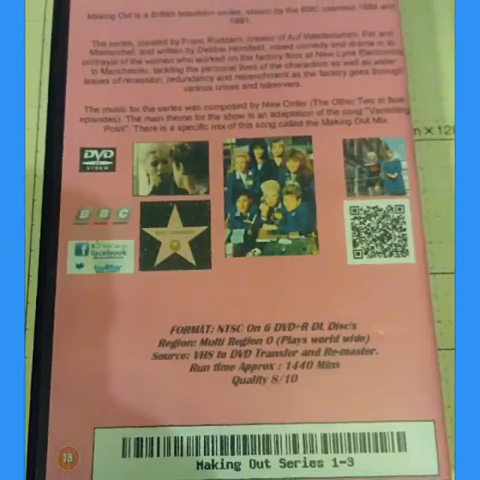 Making Out is a British television series, shown by the BBC between 1989 and
1991.
The series, created by Franc Roddam, creator of Auf Wiedersehen, Pet and
Masterchef, and written by Debbie Horsfield, mixed comedy and drama in its
portrayal of the women who worked on the factory floor at New Lyne Electronics
in Manchester, tackling the personal lives of the characters as well as wider
issues of recession, redundancy and retrenchment as the factory goes through
various crises and takeovers.
The music for the series was composed by New Order (The Other Two in five
episodes). The main theme for the show is an adaptation of the song "Vanishing
Point" There is a specific mix of this song called the Making Out Mix.
m × 12
DVD
VIDEO
BBC
facebook
twitter
FORMAT: NTSC On 6 DVD+R DL Disc's
Region: Multi Region 0 (Plays world wide)
Source: VHS to DVD Transfer and Re-master.
Run time Approx : 1440 Mins
Quality 8/10
18
Making Out Series 1-3